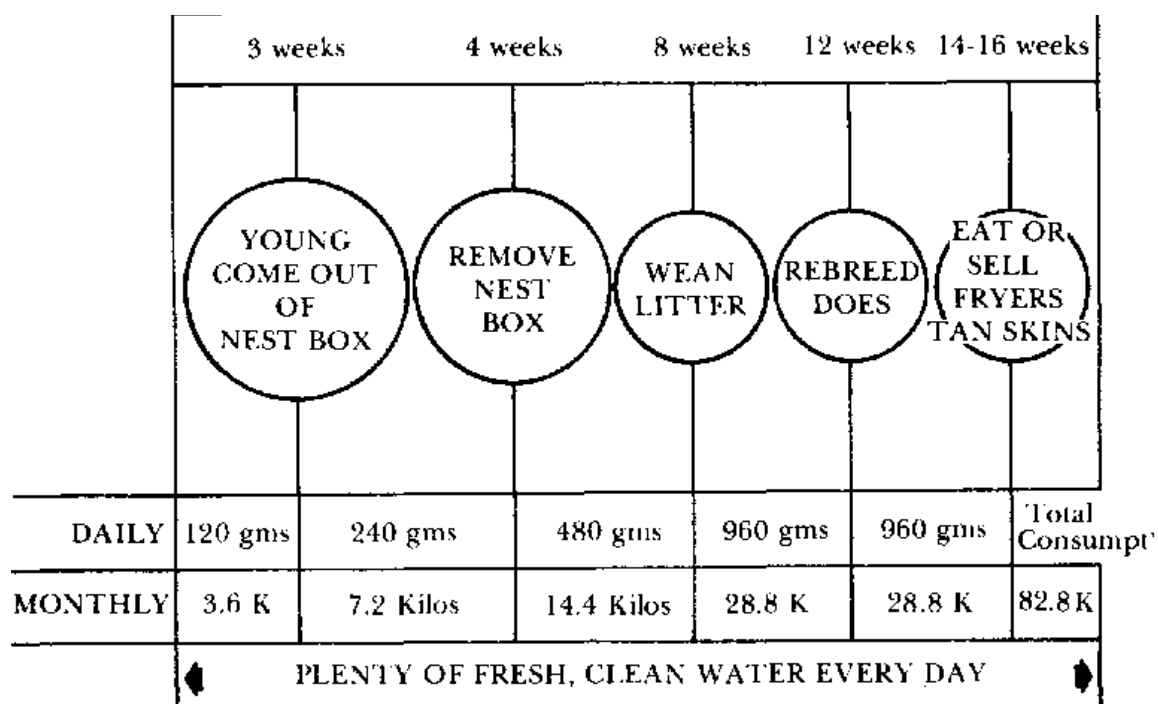 3 weeks 4 weeks 8 weeks 12 weeks 14-16 weeks
YOUNG
COME OUT
OF
NEST BOX
REMOVE
NEST
BOX
WEAN
LITTER
REBREED
DOES
EAT OR
SELL
FRYERS
TAN SKINS
DAILY 120 gms 240 gms 480 gms 960 gms 960 gms Total
Consumpt
MONTHLY 3.6 K 7.2 Kilos 14.4 Kilos 28.8 K 28.8 K 82.8 K
PLENTY OF FRESH, CLEAN WATER EVERY DAY